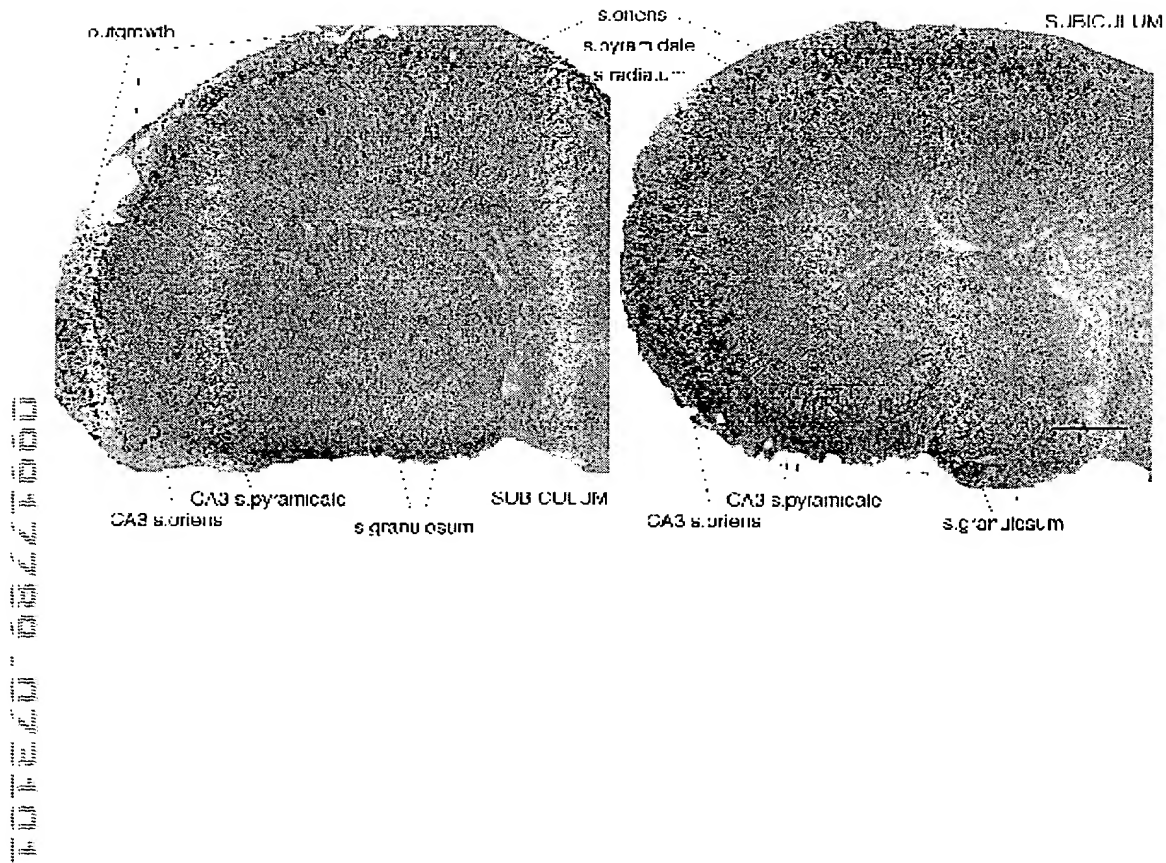 outgrowth
s.oriens
s.pyramidale
s.radiatum
SUBICULUM
CA3 s.pyramidale
CA3 s.oriens
s.granulosum
SUBICULUM
CA3 s.pyramidale
CA3 s.oriens
s.granulosum